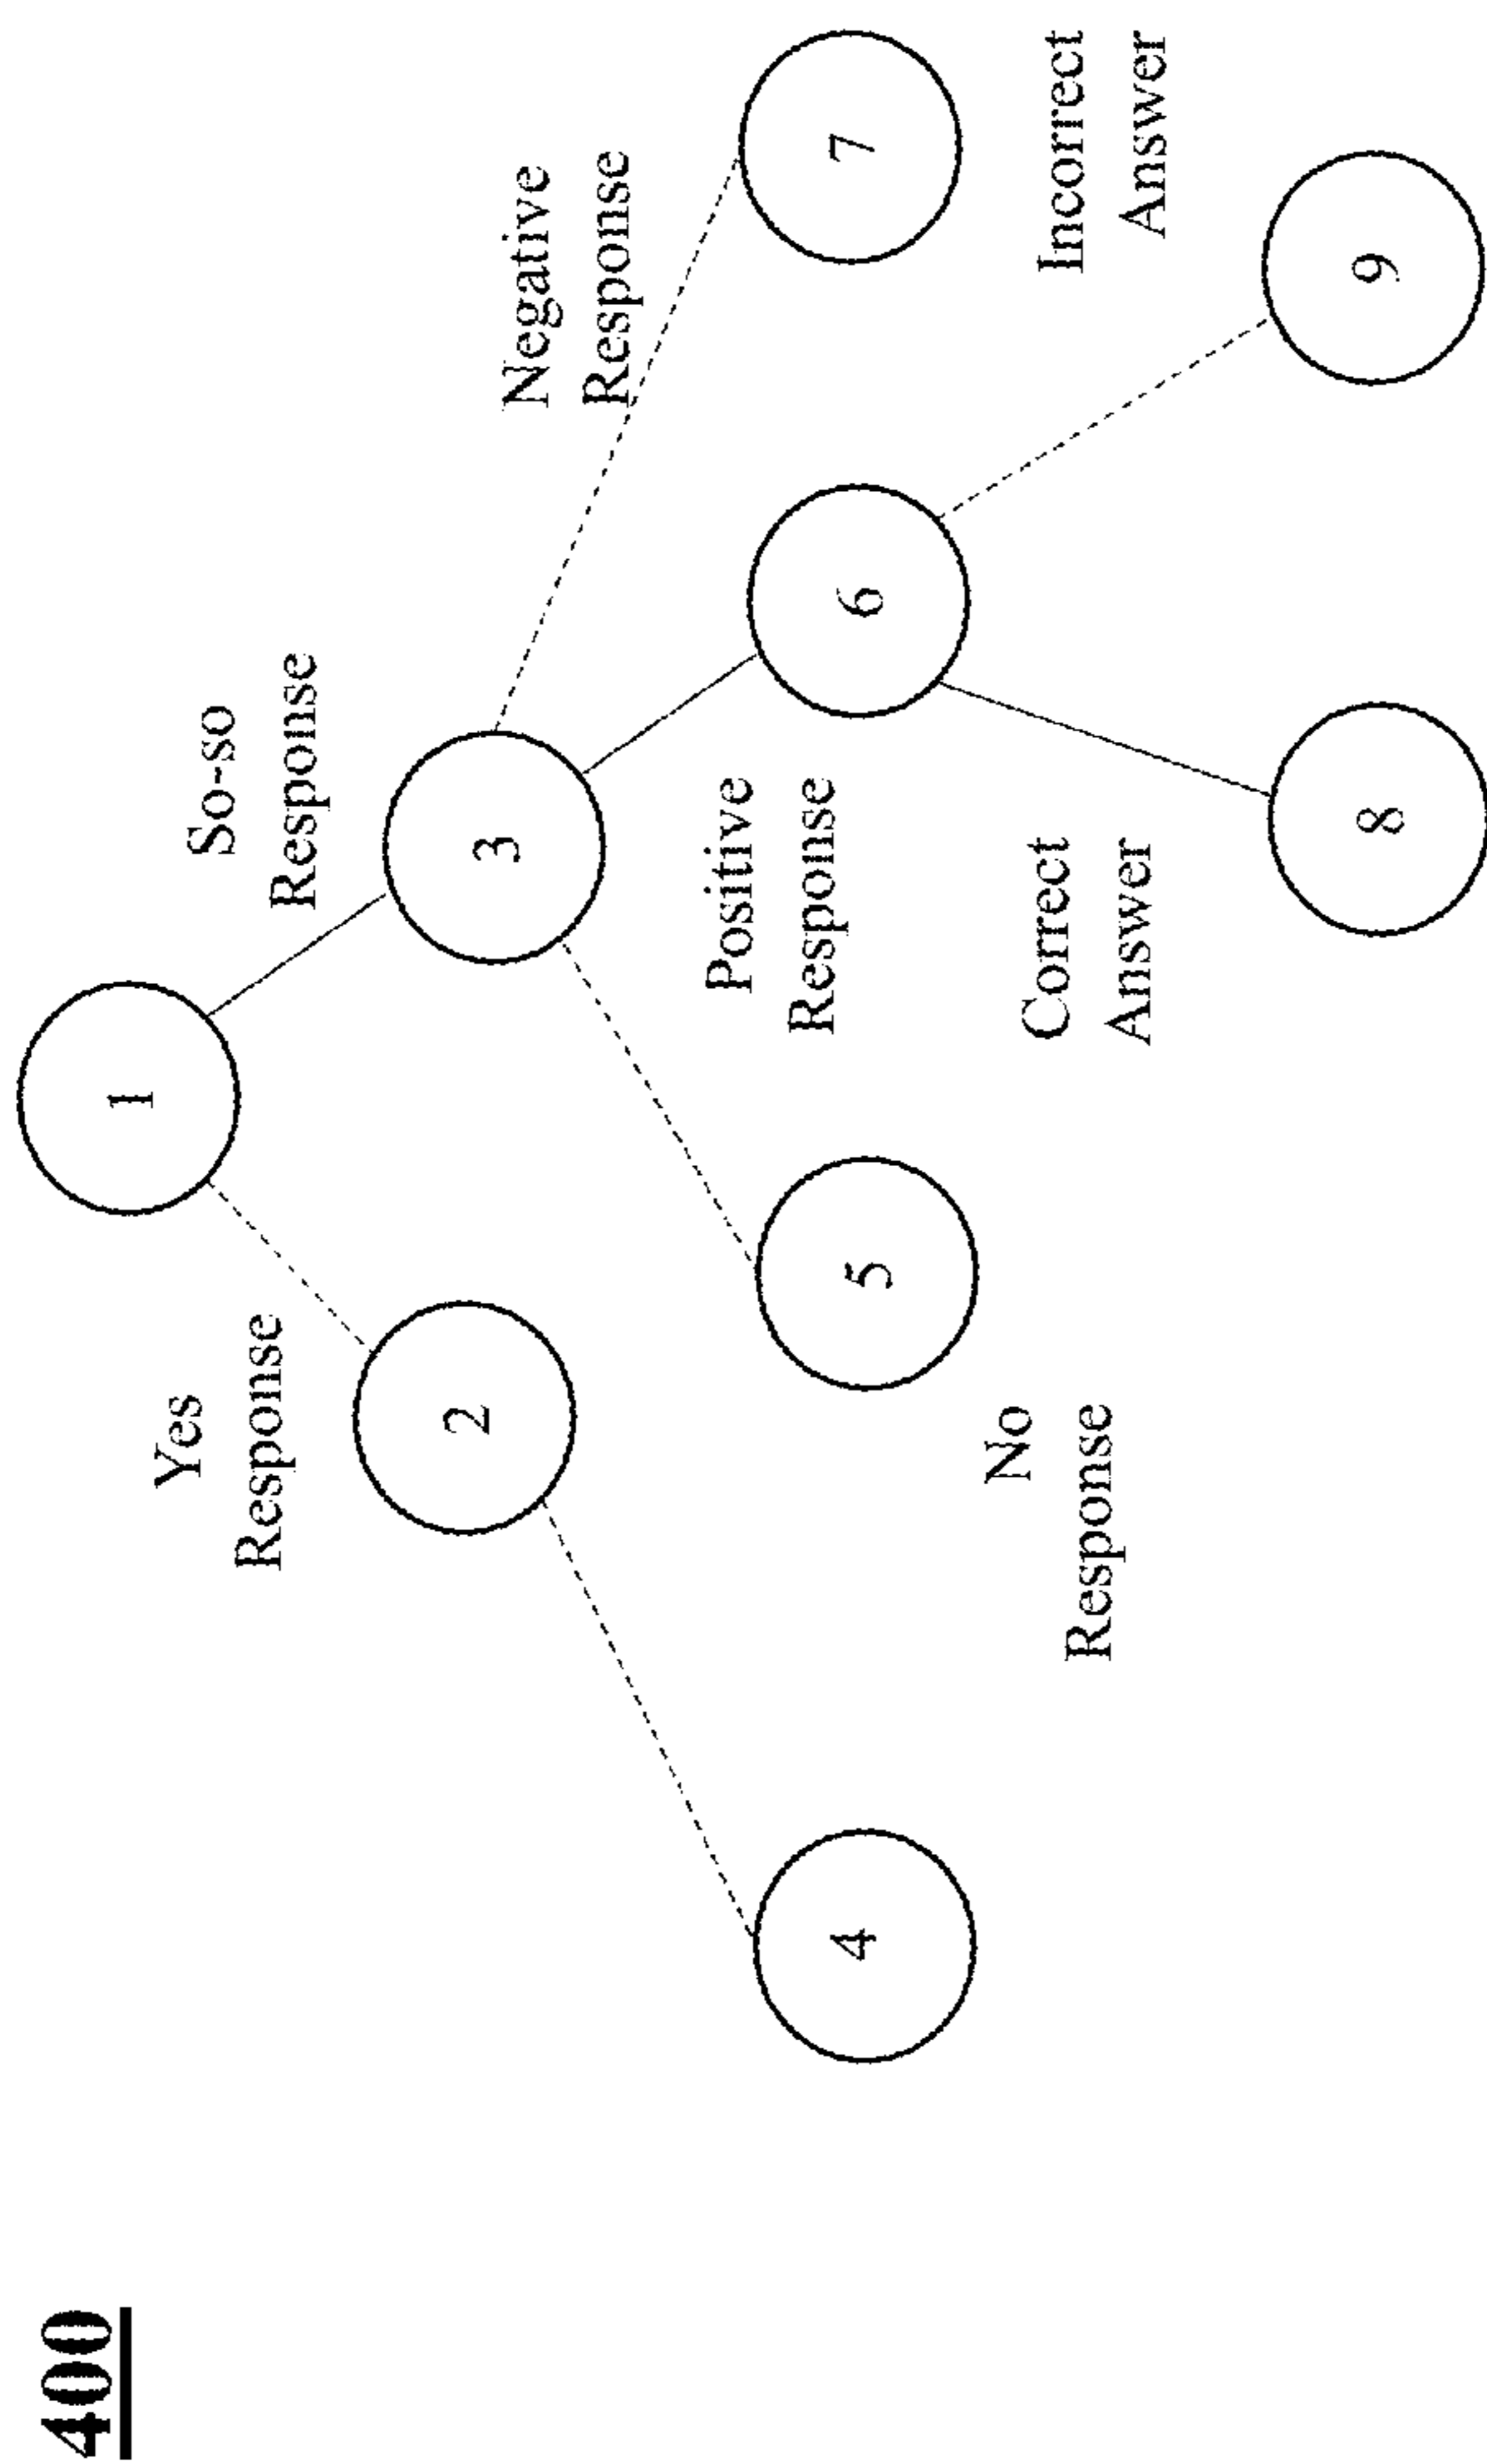 400
1
Yes
Response
So-so
Response
2
3
Negative
Response
Positive
Response
4
5
6
7
No
Response
Correct
Answer
Incorrect
Answer
8
9